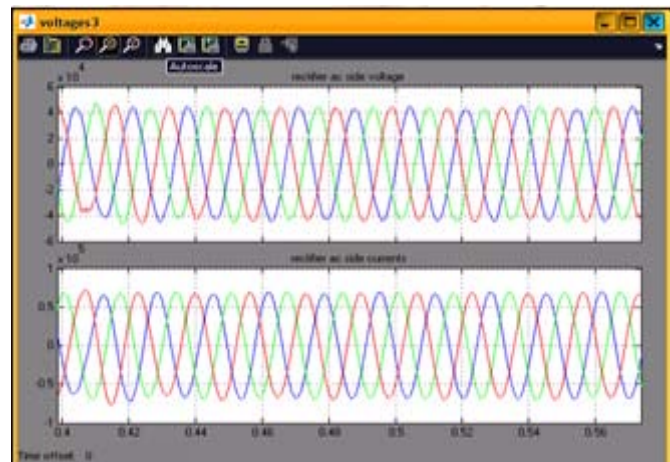 voltages3
Autoscale
x 10 4
rectifier ac side voltage
6
4
2
0
-2
-4
-6
x 10 5
rectifier ac side currents
1
0.5
0
-0.5
-1
0.4 0.42 0.44 0.46 0.48 0.5 0.52 0.54 0.56
Time offset: 0